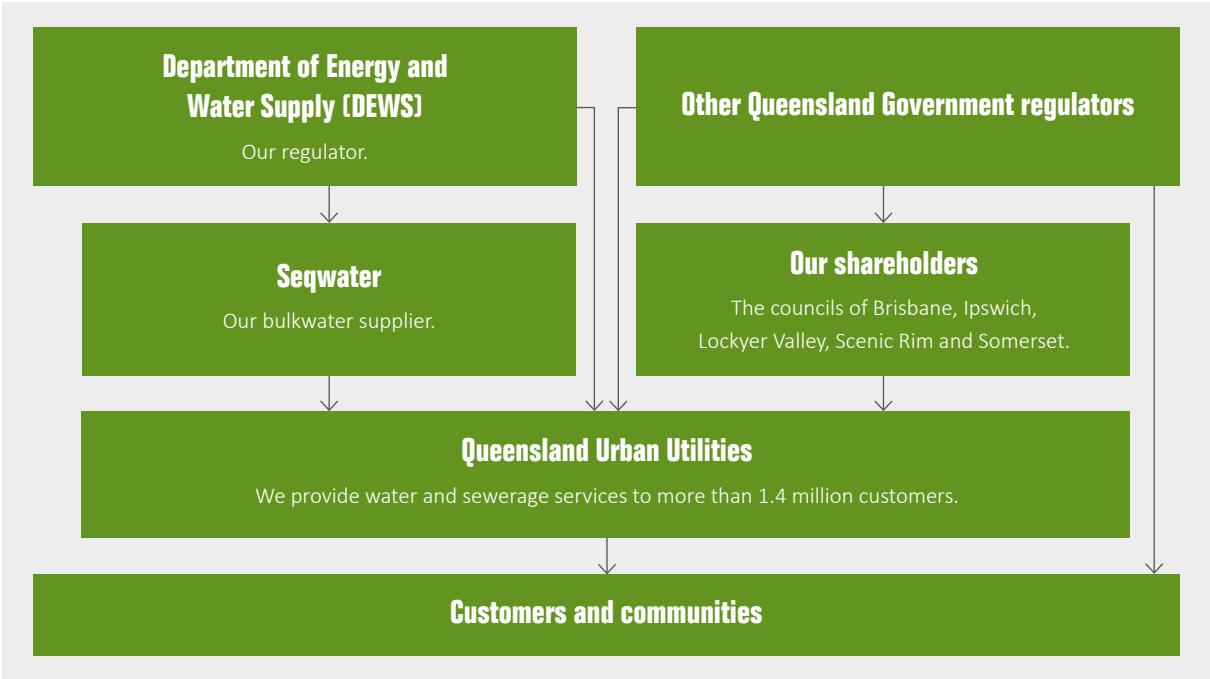 Department of Energy and
Water Supply (DEWS)
Our regulator.
Other Queensland Government regulators
Seqwater
Our bulkwater supplier.
Our shareholders
The councils of Brisbane, Ipswich,
Lockyer Valley, Scenic Rim and Somerset.
Queensland Urban Utilities
We provide water and sewerage services to more than 1.4 million customers.
Customers and communities